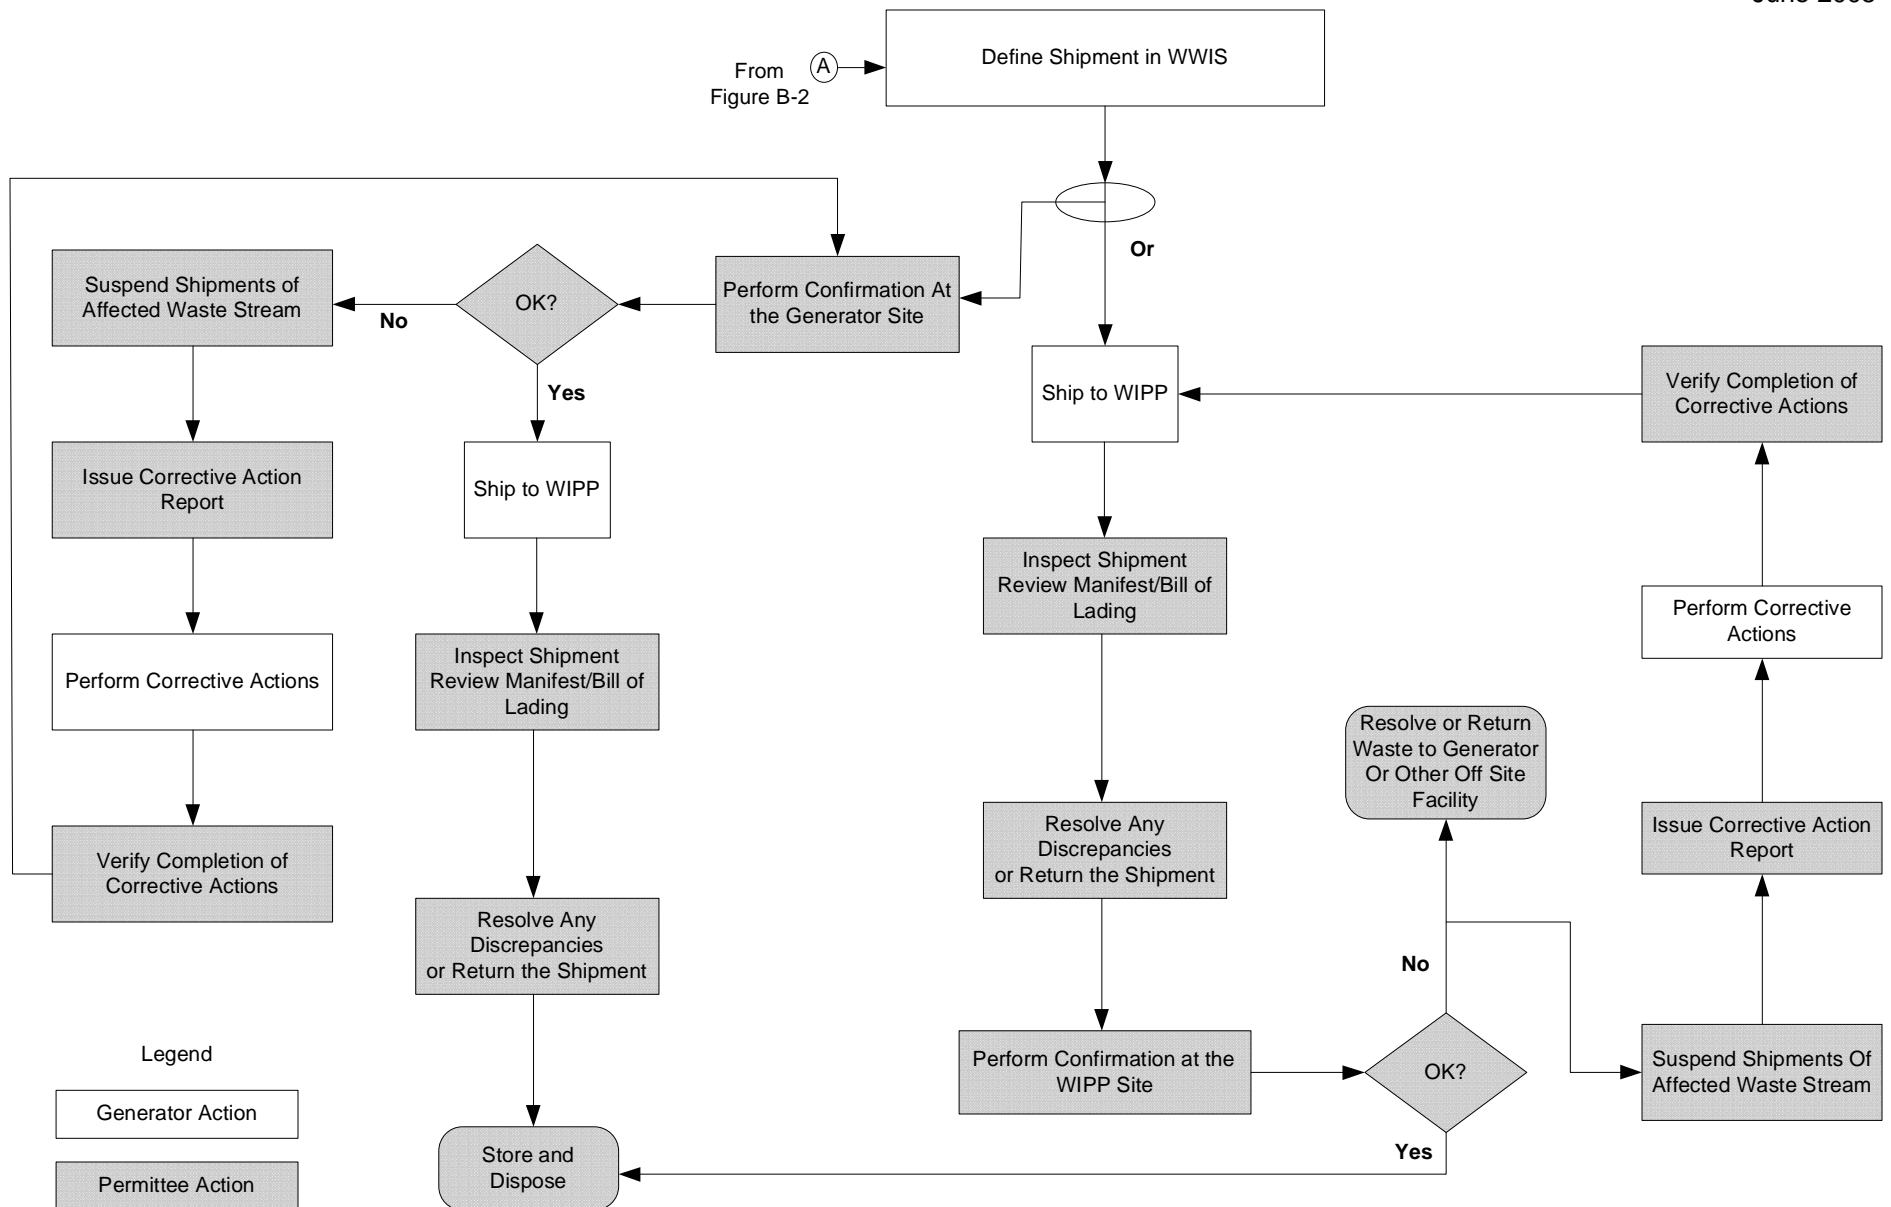 Define Shipment in WWIS
From
Figure B-2
A
Or
Suspend Shipments of
Affected Waste Stream
No
OK?
Yes
Perform Confirmation At
the Generator Site
Ship to WIPP
Verify Completion of
Corrective Actions
Issue Corrective Action
Report
Ship to WIPP
Inspect Shipment
Review Manifest/Bill of
Lading
Perform Corrective
Actions
Perform Corrective Actions
Inspect Shipment
Review Manifest/Bill of
Lading
Resolve or Return
Waste to Generator
Or Other Off Site
Facility
Verify Completion of
Corrective Actions
Resolve Any
Discrepancies
or Return the Shipment
Issue Corrective Action
Report
Resolve Any
Discrepancies
or Return the Shipment
No
Perform Confirmation at the
WIPP Site
OK?
Suspend Shipments Of
Affected Waste Stream
Yes
Store and
Dispose
Legend
Generator Action
Permittee Action